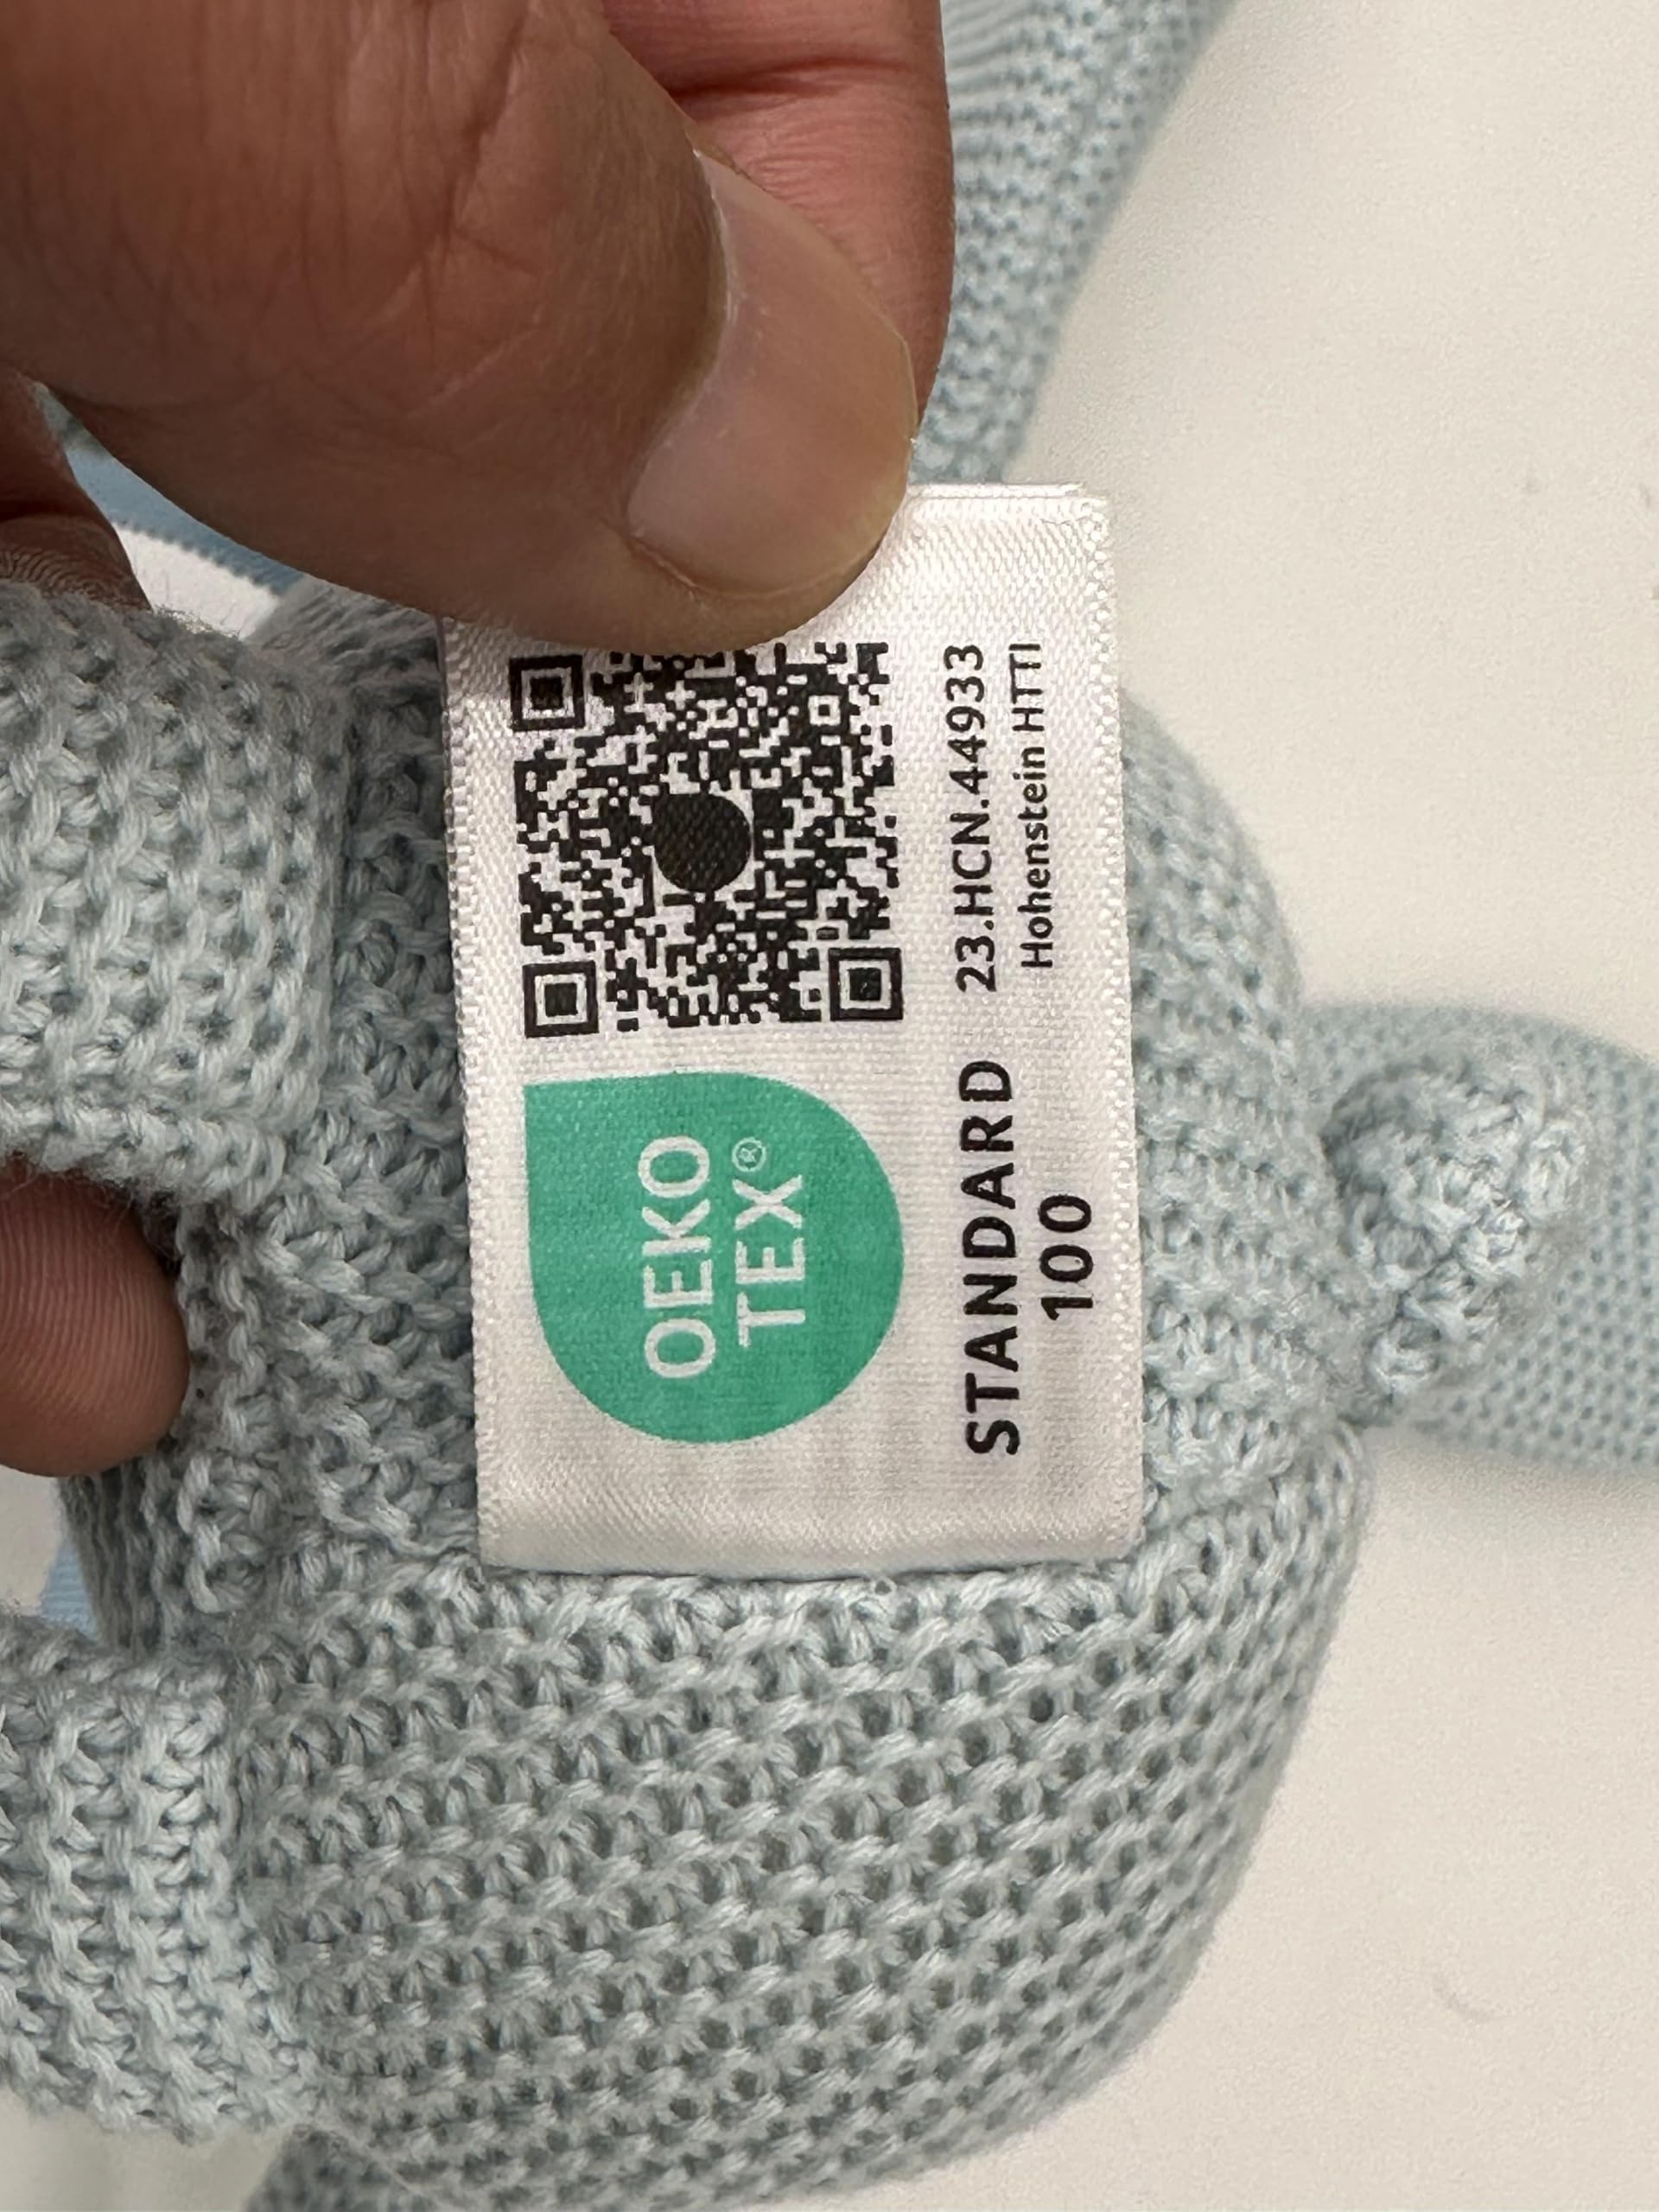 OEKO
TEX®
STANDARD
100
23.HCN.44933
Hohenstein HTTI